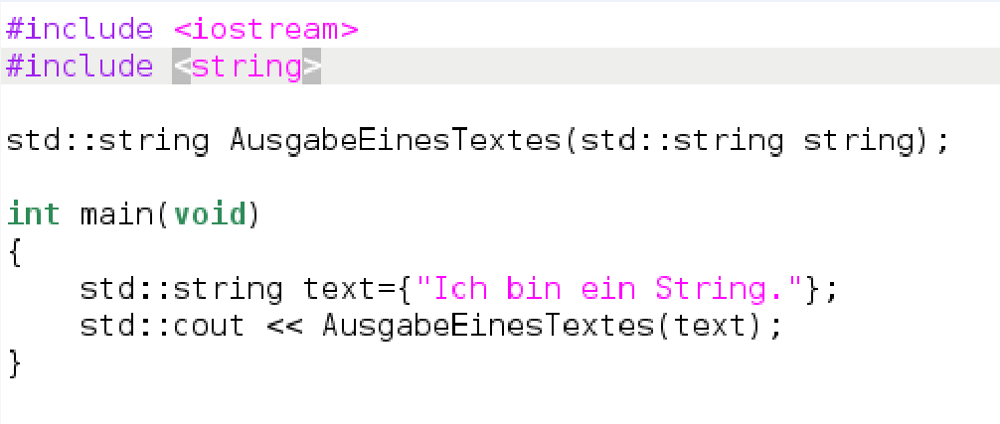 #include <iostream>
#include <string>
std::string AusgabeEinesTextes(std::string string);
int main(void)
{
    std::string text={"Ich bin ein String."};
    std::cout << AusgabeEinesTextes(text);
}